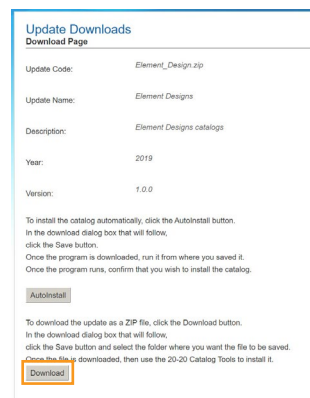 Update Downloads
Download Page
Update Code: Element_Design.zip
Update Name: Element Designs
Description: Element Designs catalogs
Year: 2019
Version: 1.0.0
To install the catalog automatically, click the AutoInstall button.
In the download dialog box that will follow,
click the Save button.
Once the program is downloaded, run it from where you saved it.
Once the program runs, confirm that you wish to install the catalog.
AutoInstall
To download the update as a ZIP file, click the Download button.
In the download dialog box that will follow,
click the Save button and select the folder where you want the file to be saved.
Once the file is downloaded, then use the 20-20 Catalog Tools to install it.
Download